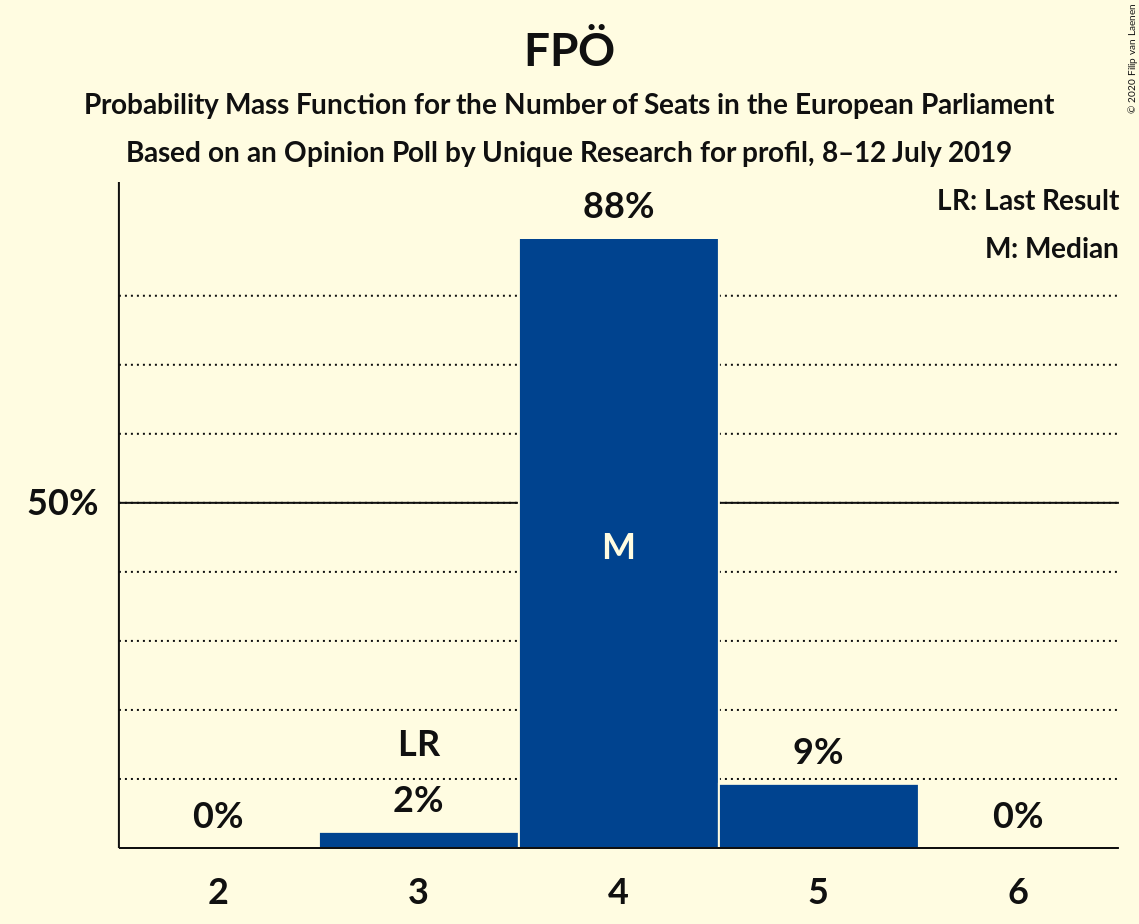 FPÖ
Probability Mass Function for the Number of Seats in the European Parliament
Based on an Opinion Poll by Unique Research for profil, 8–12 July 2019
© 2020 Filip van Laenen
LR: Last Result
M: Median
88%
50%
M
LR
9%
2%
0%
0%
2 3 4 5 6